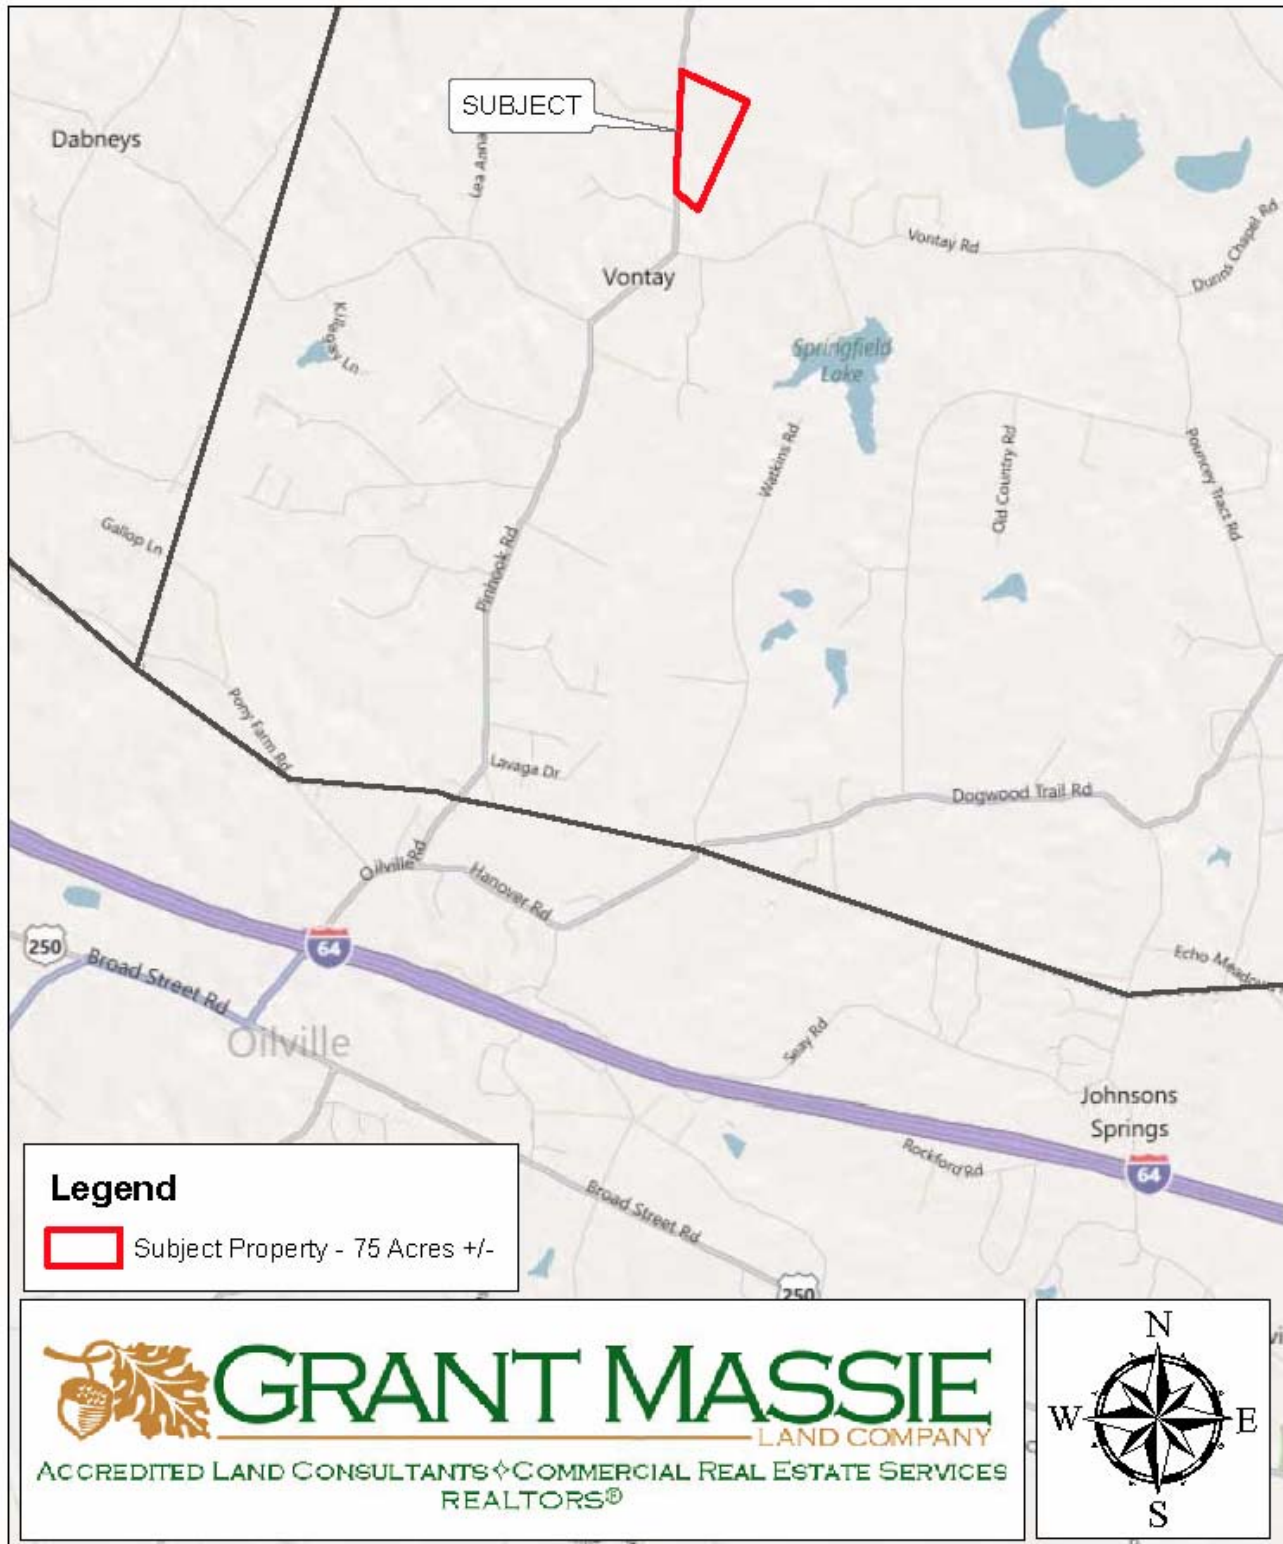 SUBJECT
Dabneys
Lea Anna
Vontay Rd
Dunns Chapel Rd
Vontay
Killagay Ln
Springfield
Lake
Watkins Rd
Old Country Rd
Pouncey Tract Rd
Gallop Ln
Pinhook Rd
Pony Farm Rd
Lavaga Dr
Dogwood Trail Rd
Oilville Rd
Hanover Rd
250
Broad Street Rd
64
Echo Meadows
Oilville
Seay Rd
Johnsons
Springs
Rockford Rd
64
Legend
Subject Property - 75 Acres +/-
Broad Street Rd
250
GRANT MASSIE
LAND COMPANY
ACCREDITED LAND CONSULTANTS✧COMMERCIAL REAL ESTATE SERVICES
REALTORS®
N
W
E
S